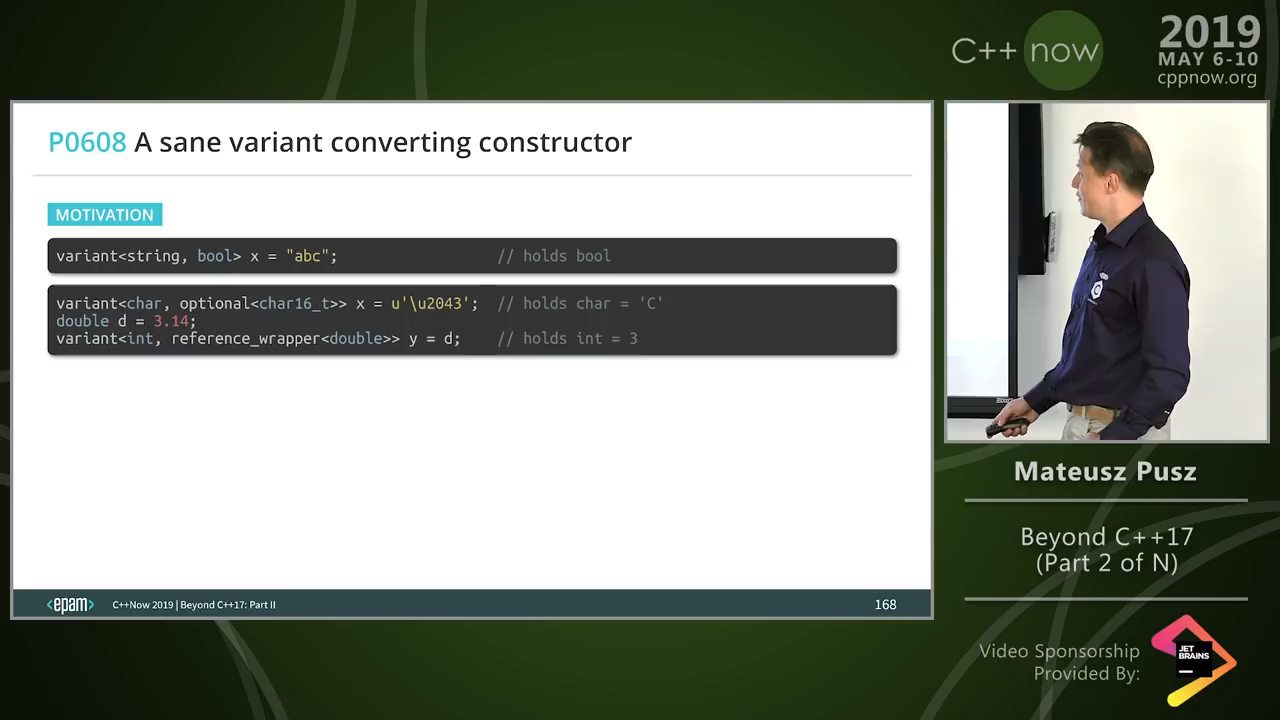 C++ now
2019
MAY 6-10
cppnow.org
P0608 A sane variant converting constructor
MOTIVATION
variant<string, bool> x = "abc"; // holds bool
variant<char, optional<char16_t>> x = u'\u2043'; // holds char = 'C'
double d = 3.14;
variant<int, reference_wrapper<double>> y = d; // holds int = 3
<epam> C++Now 2019 | Beyond C++17: Part II 168
Mateusz Pusz
Beyond C++17
(Part 2 of N)
Video Sponsorship
Provided By:
JET
BRAINS